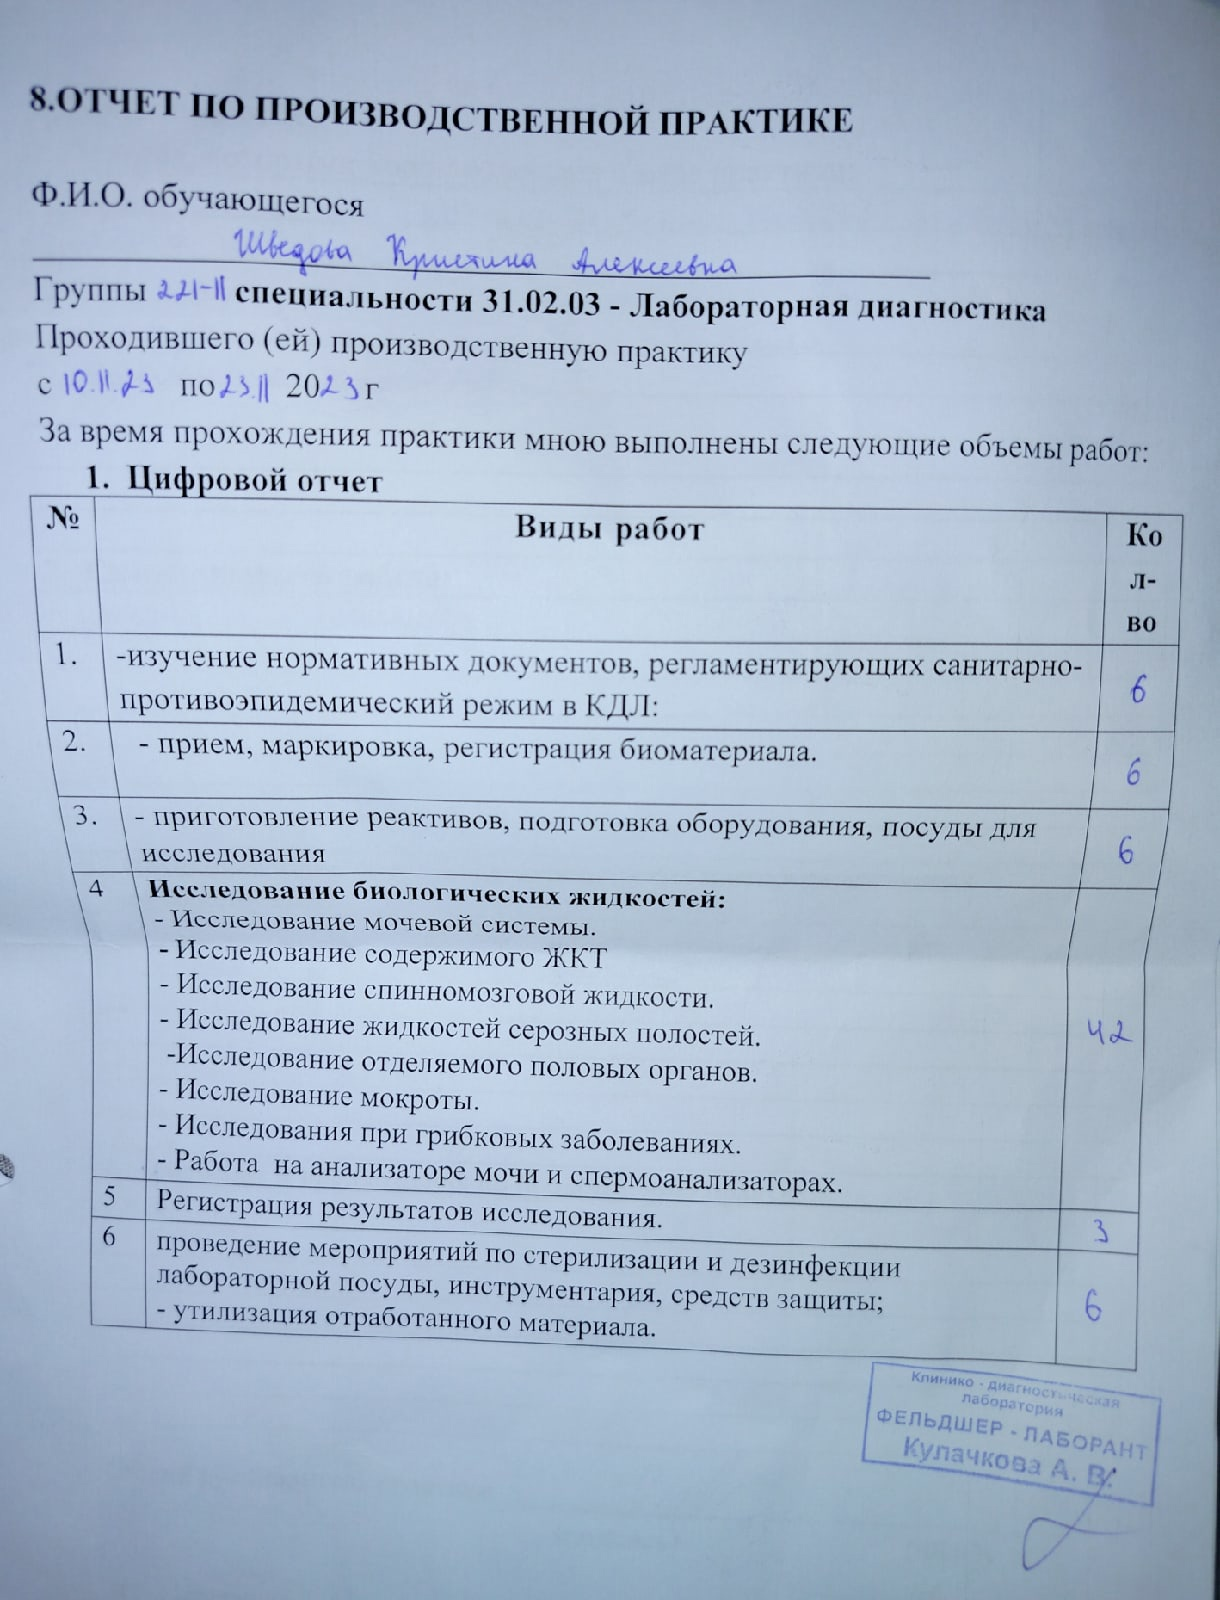 8.ОТЧЕТ ПО ПРОИЗВОДСТВЕННОЙ ПРАКТИКЕ
Ф.И.О. обучающегося
Шведова Кристина Алексеевна
Группы 221-11 специальности 31.02.03 - Лабораторная диагностика
Проходившего (ей) производственную практику
с 10.11.23 по 23.11 2023 г
За время прохождения практики мною выполнены следующие объемы работ:
1. Цифровой отчет
№ Виды работ Ко
л-
во
1. -изучение нормативных документов, регламентирующих санитарно-
противоэпидемический режим в КДЛ: 6
2. - прием, маркировка, регистрация биоматериала. 6
3. - приготовление реактивов, подготовка оборудования, посуды для
исследования 6
4 Исследование биологических жидкостей:
- Исследование мочевой системы.
- Исследование содержимого ЖКТ
- Исследование спинномозговой жидкости.
- Исследование жидкостей серозных полостей. 42
-Исследование отделяемого половых органов.
- Исследование мокроты.
- Исследования при грибковых заболеваниях.
- Работа на анализаторе мочи и спермоанализаторах.
5 Регистрация результатов исследования. 3
6 проведение мероприятий по стерилизации и дезинфекции
лабораторной посуды, инструментария, средств защиты; 6
- утилизация отработанного материала.
Клинико - диагностическая
лаборатория
ФЕЛЬДШЕР - ЛАБОРАНТ
Кулачкова А. В.